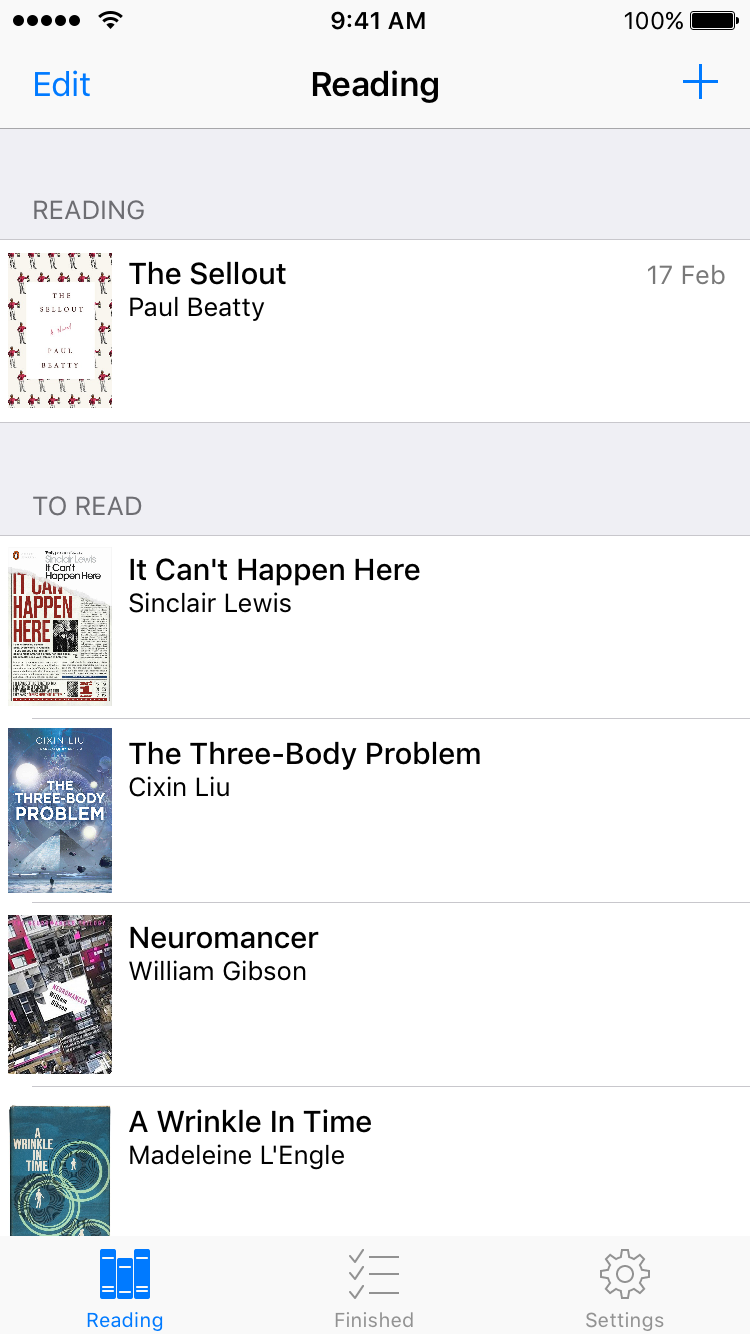 9:41 AM
100%
Edit
Reading
READING
THE
SELLOUT
a novel
PAUL
BEATTY
The Sellout
17 Feb
Paul Beatty
TO READ
Sinclair Lewis
It Can't
Happen Here
IT CAN'T
HAPPEN
HERE
It Can't Happen Here
Sinclair Lewis
CIXIN LIU
THE
THREE-BODY
PROBLEM
The Three-Body Problem
Cixin Liu
NEUROMANCER
William
Gibson
Neuromancer
William Gibson
A
WRINKLE
IN
TIME
A Wrinkle In Time
Madeleine L'Engle
Reading
Finished
Settings